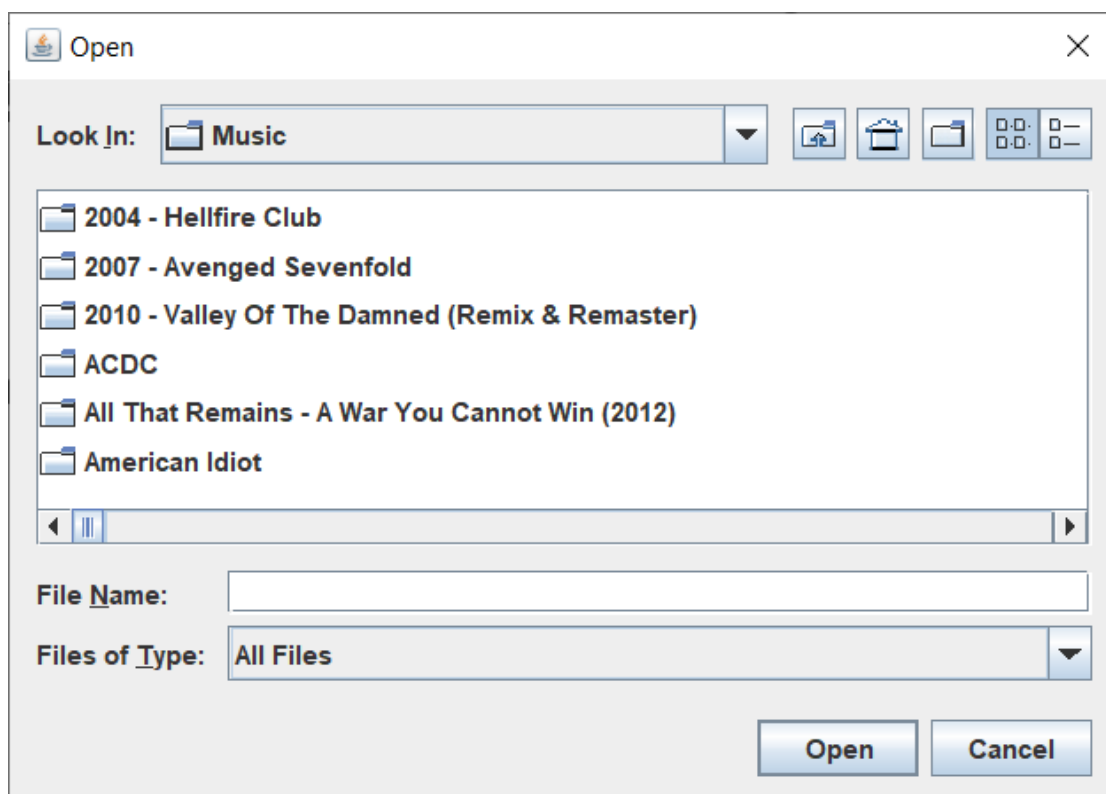 Open
Look In: Music
2004 - Hellfire Club
2007 - Avenged Sevenfold
2010 - Valley Of The Damned (Remix & Remaster)
ACDC
All That Remains - A War You Cannot Win (2012)
American Idiot
File Name:
Files of Type: All Files
Open Cancel